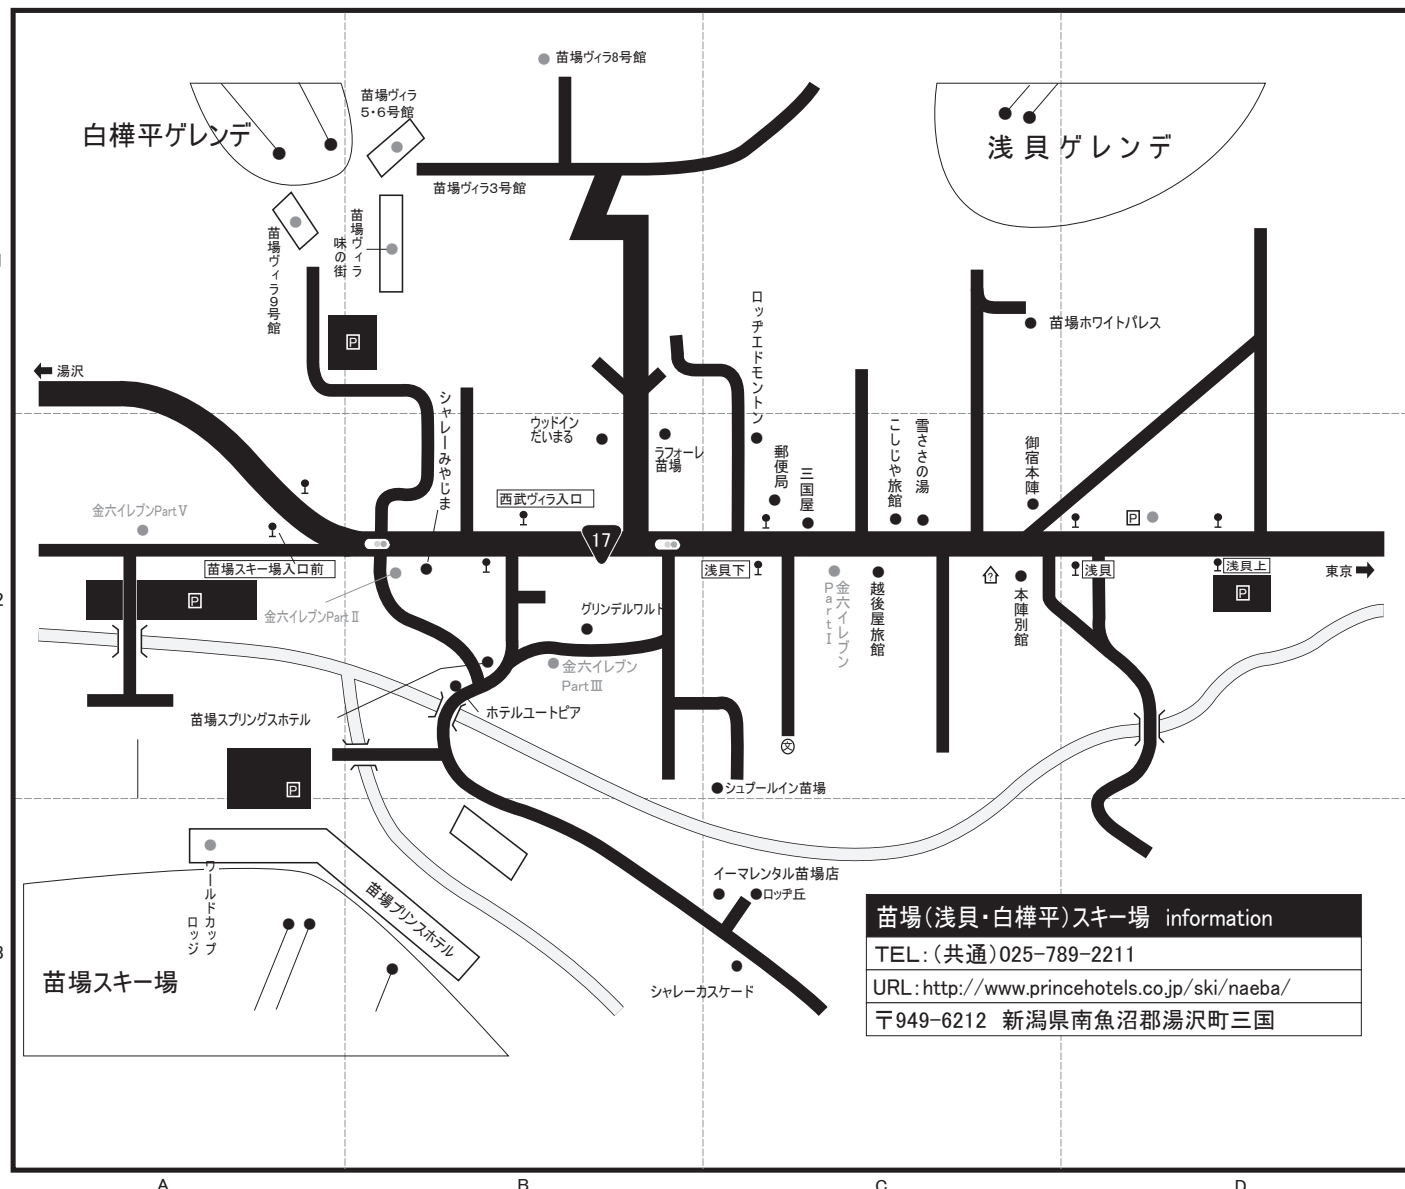 苗場ヴィラ8号館
苗場ヴィラ
5・6号館
白樺平ゲレンデ
浅貝ゲレンデ
苗場ヴィラ3号館
苗場ヴィラ
味の街
苗場ヴィラ9号館
1
P
ロッヂエドモントン
苗場ホワイトパレス
湯沢
シャレーみやじま
ウッドイン
だいまる
ラフォーレ
苗場
郵便局
三国屋
こしじや旅館
雪ささの湯
御宿本陣
西武ヴィラ入口
金六イレブンPartⅤ
P
17
苗場スキー場入口前
浅貝下
浅貝
浅貝上
東京
P
P
2
金六イレブンPartⅡ
グリンデルワルト
金六イレブン
PartⅠ
越後屋旅館
?
本陣別館
金六イレブン
PartⅢ
苗場スプリングスホテル
ホテルユートピア
文
P
シュプールイン苗場
ワールドカップ
ロッジ
苗場プリンスホテル
イーマレンタル苗場店
ロッヂ丘
3
苗場スキー場
シャレーカスケード
苗場(浅貝・白樺平)スキー場 information
TEL:(共通)025-789-2211
URL:http://www.princehotels.co.jp/ski/naeba/
〒949-6212 新潟県南魚沼郡湯沢町三国
A B C D